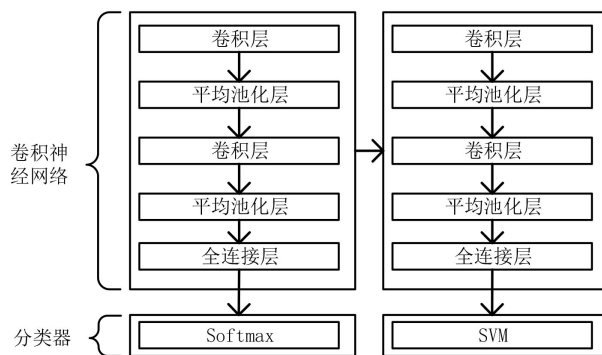 卷积神
经网络
卷积层
平均池化层
卷积层
平均池化层
全连接层
卷积层
平均池化层
卷积层
平均池化层
全连接层
分类器
Softmax
SVM